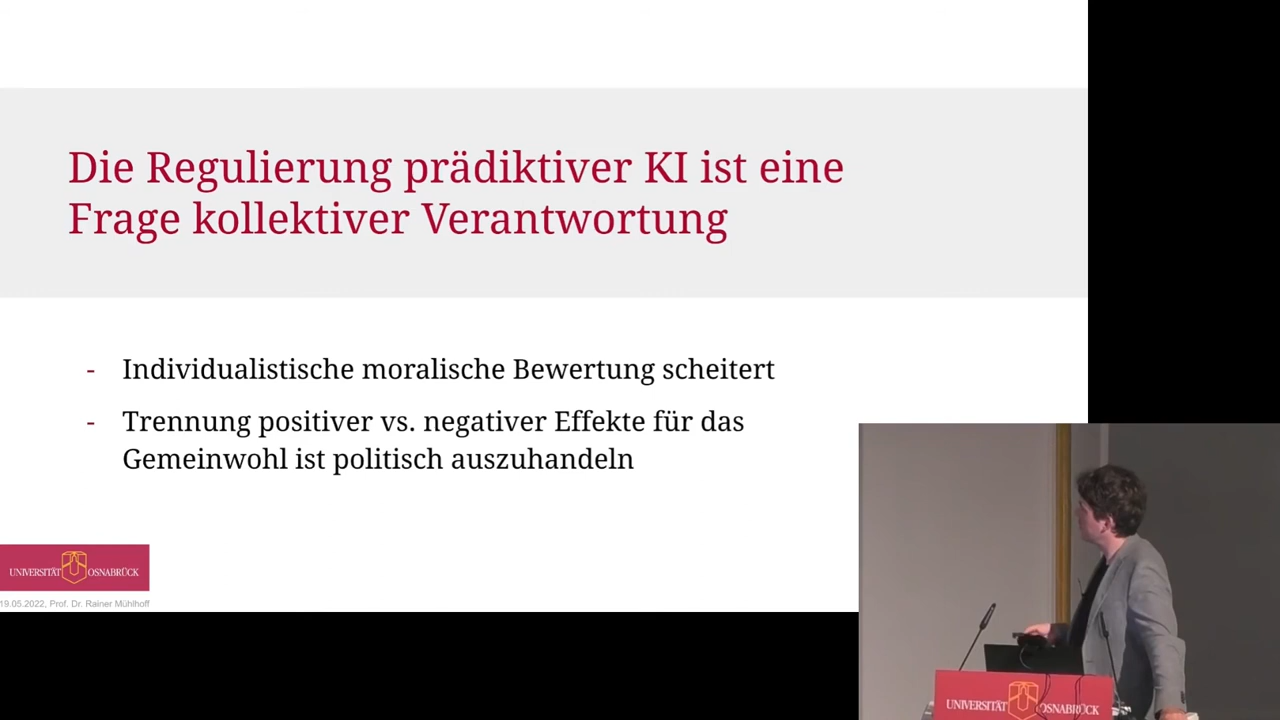 Die Regulierung prädiktiver KI ist eine
Frage kollektiver Verantwortung
- Individualistische moralische Bewertung scheitert
- Trennung positiver vs. negativer Effekte für das
Gemeinwohl ist politisch auszuhandeln
UNIVERSITÄT OSNABRÜCK
19.05.2022, Prof. Dr. Rainer Mühlhoff
UNIVERSITÄT OSNABRÜCK